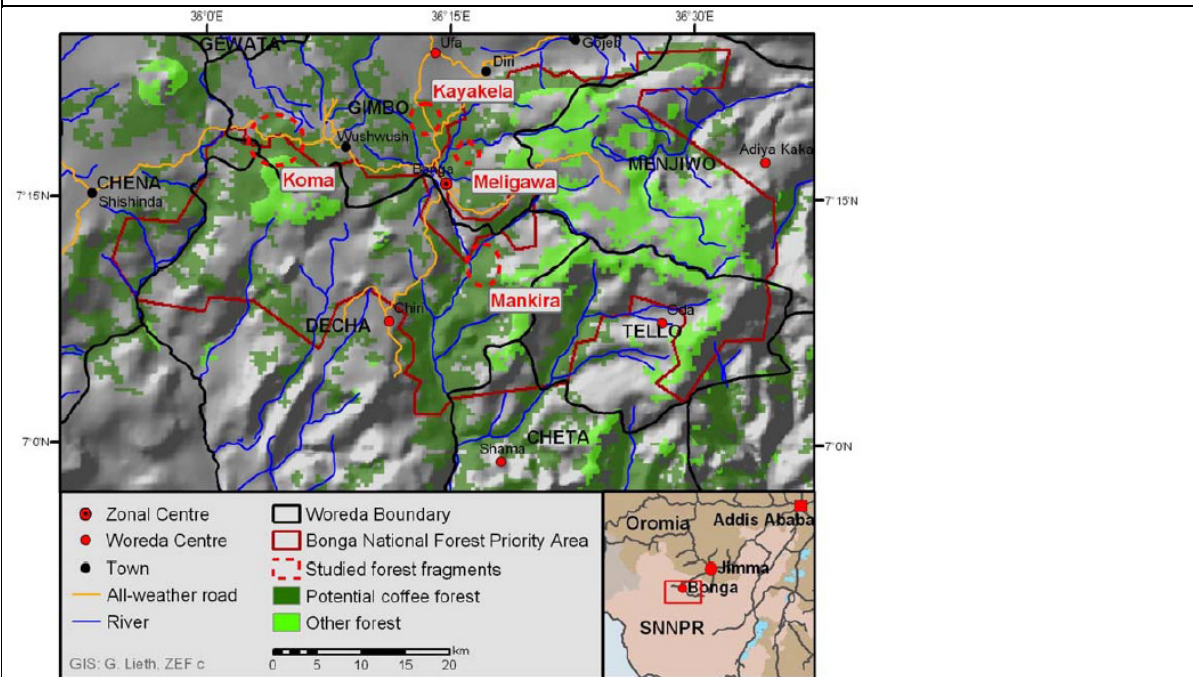 36°0'E 36°15'E 36°30'E
GEWATA Ufa Gojeb
Diri
Kayakela
GIMBO
Wushwush
MENJIWO Adiya Kaka
Koma Bonga Meligawa
7°15'N CHENA 7°15'N
Shishinda
Mankira
DECHA Chiri TELLO Oda
7°0'N CHETA 7°0'N
Shama
Zonal Centre
Woreda Centre
Town
All-weather road
River
GIS: G. Lieth, ZEF c
Woreda Boundary
Bonga National Forest Priority Area
Studied forest fragments
Potential coffee forest
Other forest
km
0 5 10 15 20
Oromia Addis Ababa
Jimma
Bonga
SNNPR